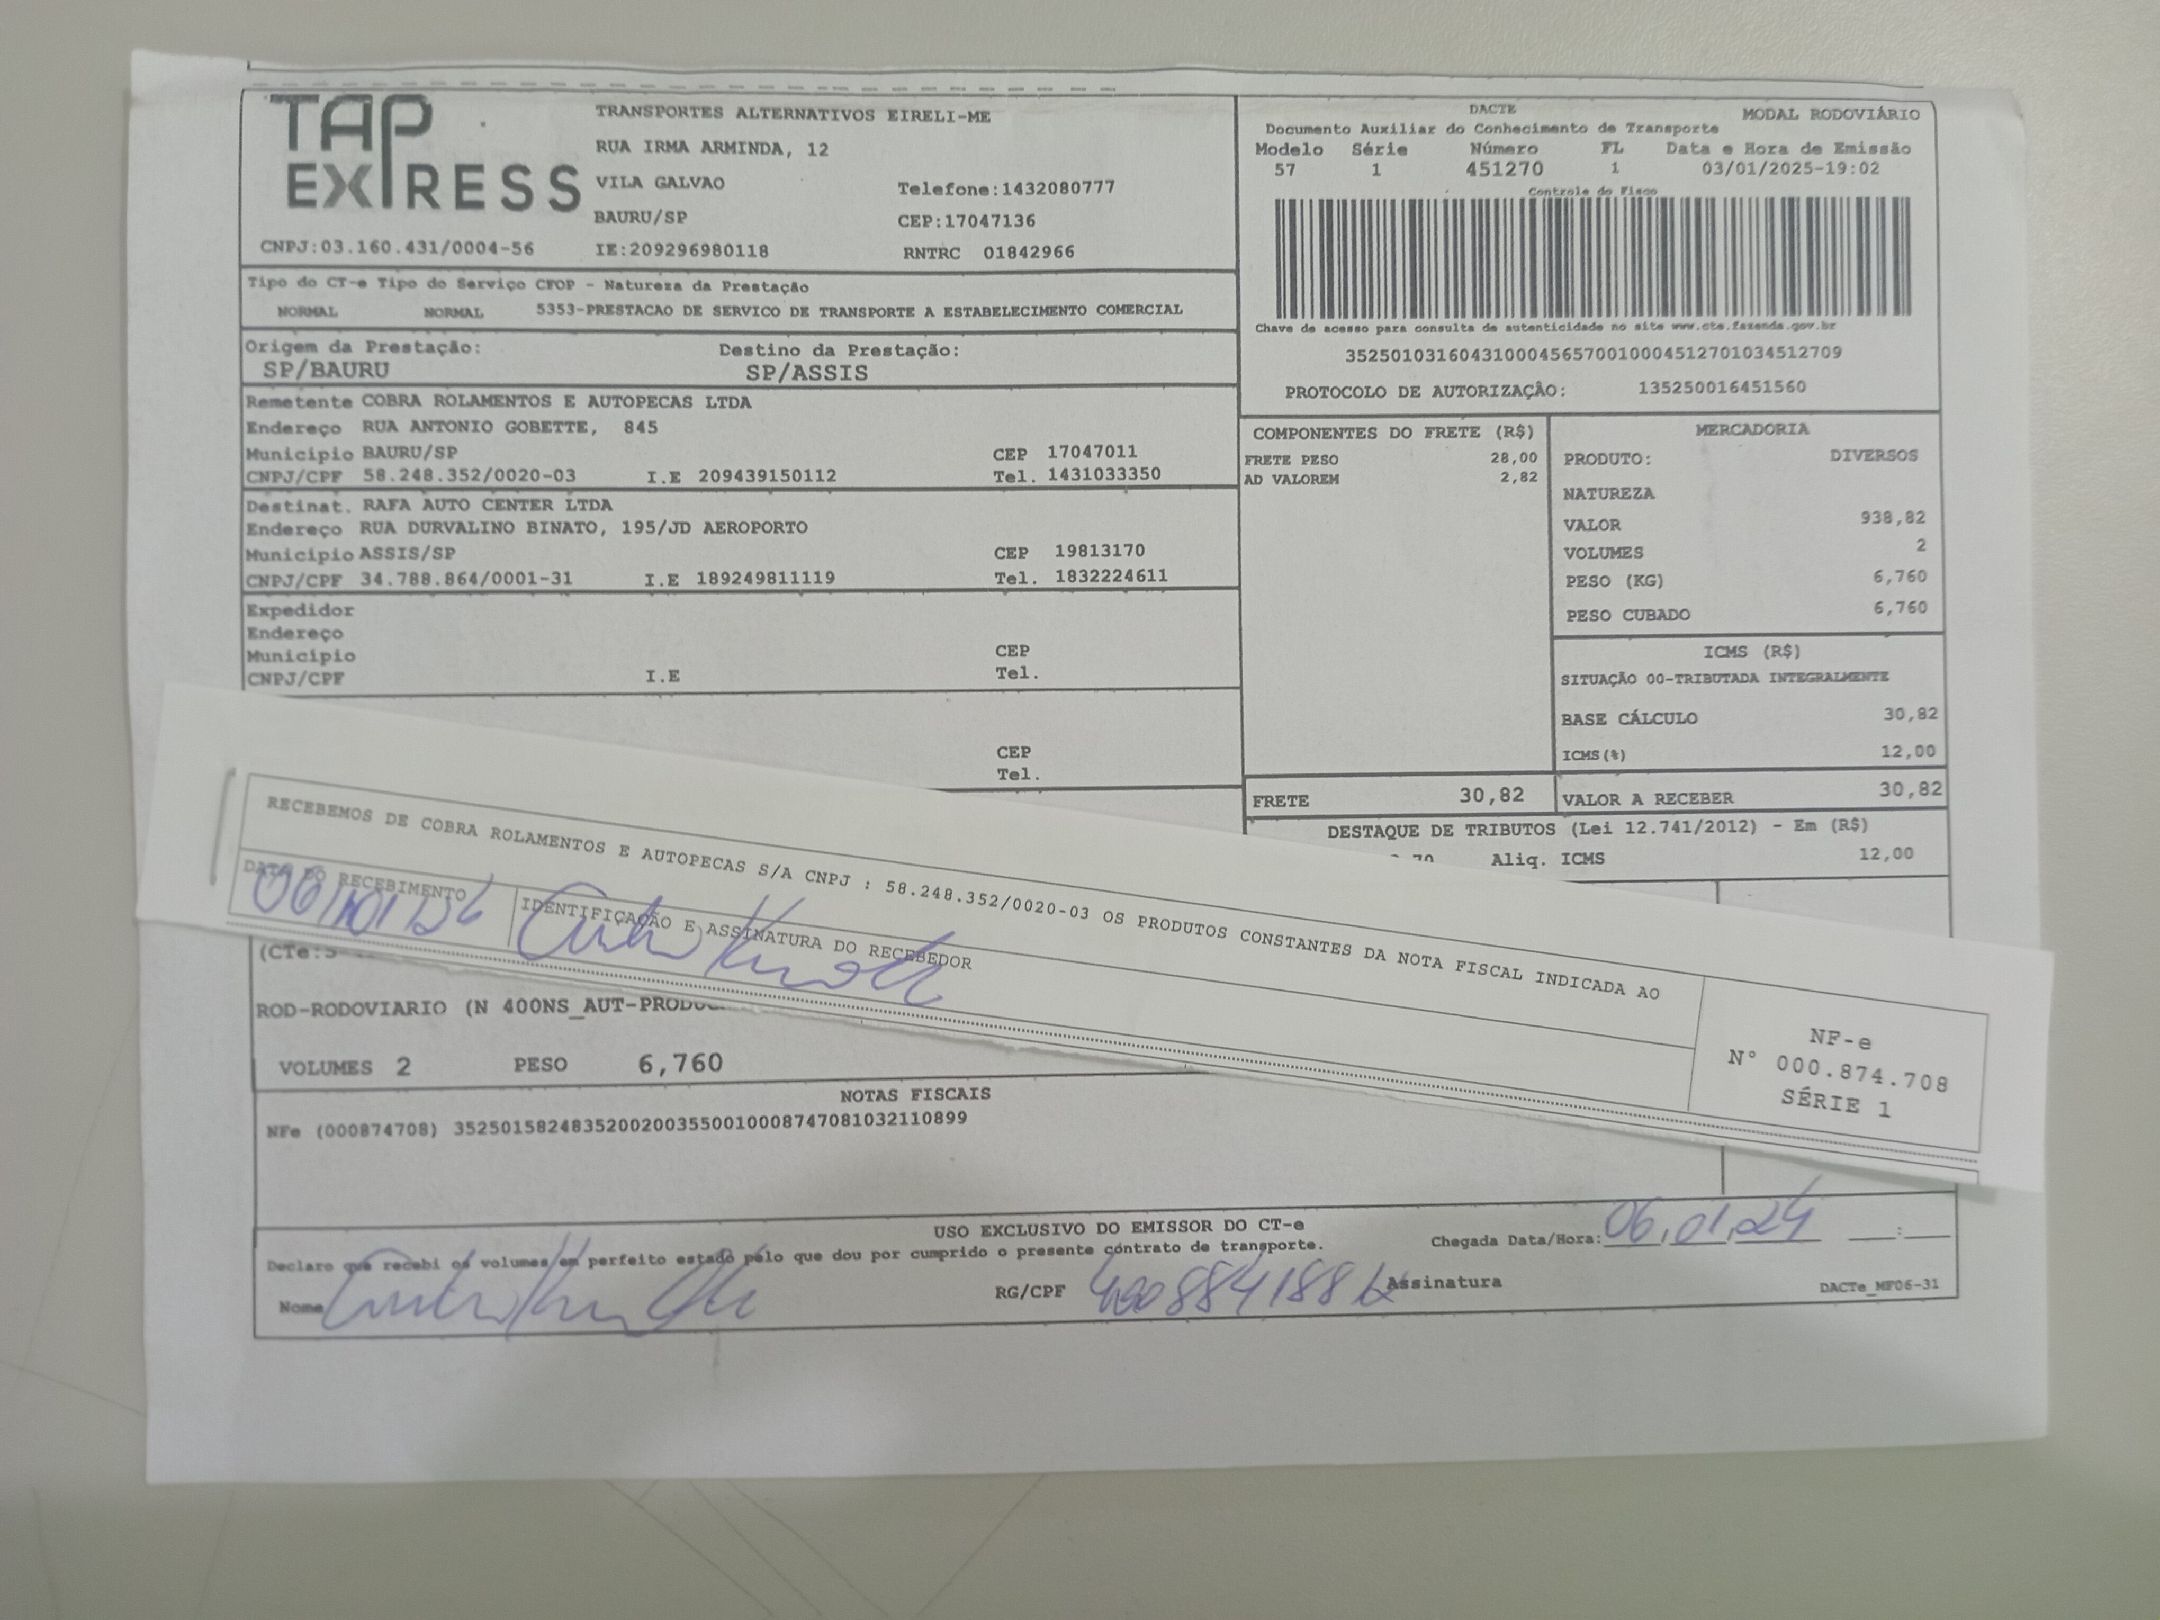 TAP EXPRESS
TRANSPORTES ALTERNATIVOS EIRELI-ME
RUA IRMA ARMINDA, 12
VILA GALVAO Telefone:1432080777
BAURU/SP CEP:17047136
CNPJ:03.160.431/0004-56 IE:209296980118 RNTRC 01842966
DACTE MODAL RODOVIÁRIO
Documento Auxiliar do Conhecimento de Transporte
Modelo Série Número FL Data e Hora de Emissão
57 1 451270 1 03/01/2025-19:02
Controle do Fisco
Chave de acesso para consulta de autenticidade no site www.cte.fazenda.gov.br
35250103160431000456570010004512701034512709
PROTOCOLO DE AUTORIZAÇÃO: 135250016451560
Tipo do CT-e Tipo do Serviço CFOP - Natureza da Prestação
NORMAL NORMAL 5353-PRESTACAO DE SERVICO DE TRANSPORTE A ESTABELECIMENTO COMERCIAL
Origem da Prestação: Destino da Prestação:
SP/BAURU SP/ASSIS
Remetente COBRA ROLAMENTOS E AUTOPECAS LTDA
Endereço RUA ANTONIO GOBETTE, 845
Município BAURU/SP CEP 17047011
CNPJ/CPF 58.248.352/0020-03 I.E 209439150112 Tel. 1431033350
Destinat. RAFA AUTO CENTER LTDA
Endereço RUA DURVALINO BINATO, 195/JD AEROPORTO
Município ASSIS/SP CEP 19813170
CNPJ/CPF 34.788.864/0001-31 I.E 189249811119 Tel. 1832224611
Expedidor
Endereço
Município CEP
CNPJ/CPF I.E Tel.
CEP
Tel.
COMPONENTES DO FRETE (R$)
FRETE PESO 28,00
AD VALOREM 2,82
MERCADORIA
PRODUTO: DIVERSOS
NATUREZA
VALOR 938,82
VOLUMES 2
PESO (KG) 6,760
PESO CUBADO 6,760
ICMS (R$)
SITUAÇÃO 00-TRIBUTADA INTEGRALMENTE
BASE CÁLCULO 30,82
ICMS(%) 12,00
FRETE 30,82 VALOR A RECEBER 30,82
DESTAQUE DE TRIBUTOS (Lei 12.741/2012) - Em (R$)
Aliq. ICMS 12,00
RECEBEMOS DE COBRA ROLAMENTOS E AUTOPECAS S/A CNPJ : 58.248.352/0020-03 OS PRODUTOS CONSTANTES DA NOTA FISCAL INDICADA AO
DATA DO RECEBIMENTO IDENTIFICAÇÃO E ASSINATURA DO RECEBEDOR
NF-e
N° 000.874.708
SÉRIE 1
(CTe:
ROD-RODOVIARIO (N 400NS_AUT-PRODU
VOLUMES 2 PESO 6,760
NOTAS FISCAIS
NFe (000874708) 35250158248352002003550010008747081032110899
USO EXCLUSIVO DO EMISSOR DO CT-e
Declaro que recebi os volumes em perfeito estado pelo que dou por cumprido o presente contrato de transporte.
Chegada Data/Hora: 06,01,24 :
Nome RG/CPF Assinatura
DACTe_MF06-31